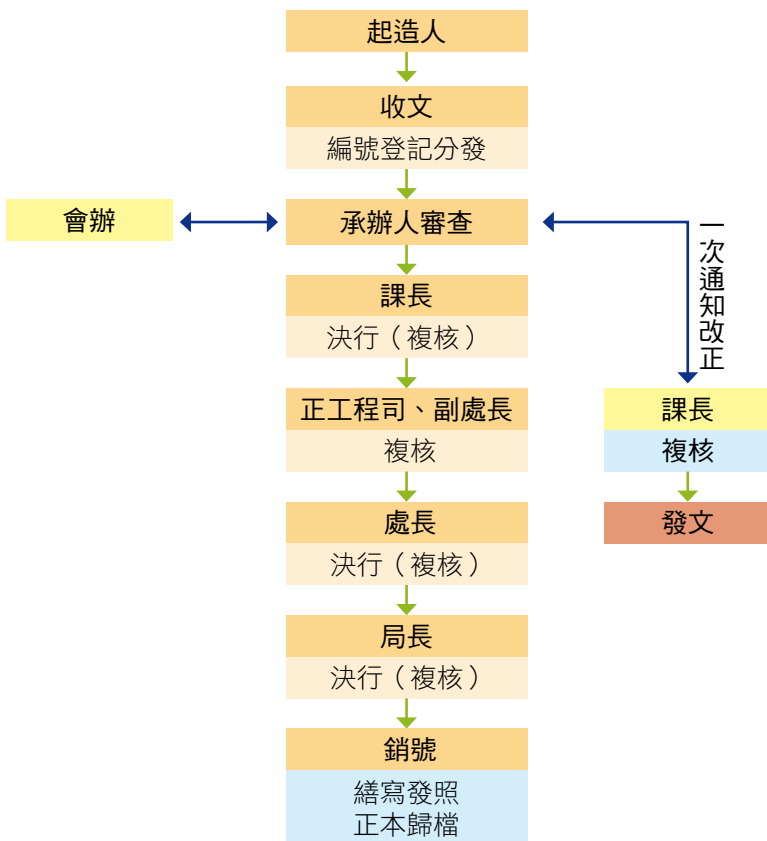 起造人
收文
編號登記分發
會辦
承辦人審查
一次通知改正
課長
決行（複核）
正工程司、副處長
複核
課長
複核
處長
決行（複核）
發文
局長
決行（複核）
銷號
繕寫發照
正本歸檔